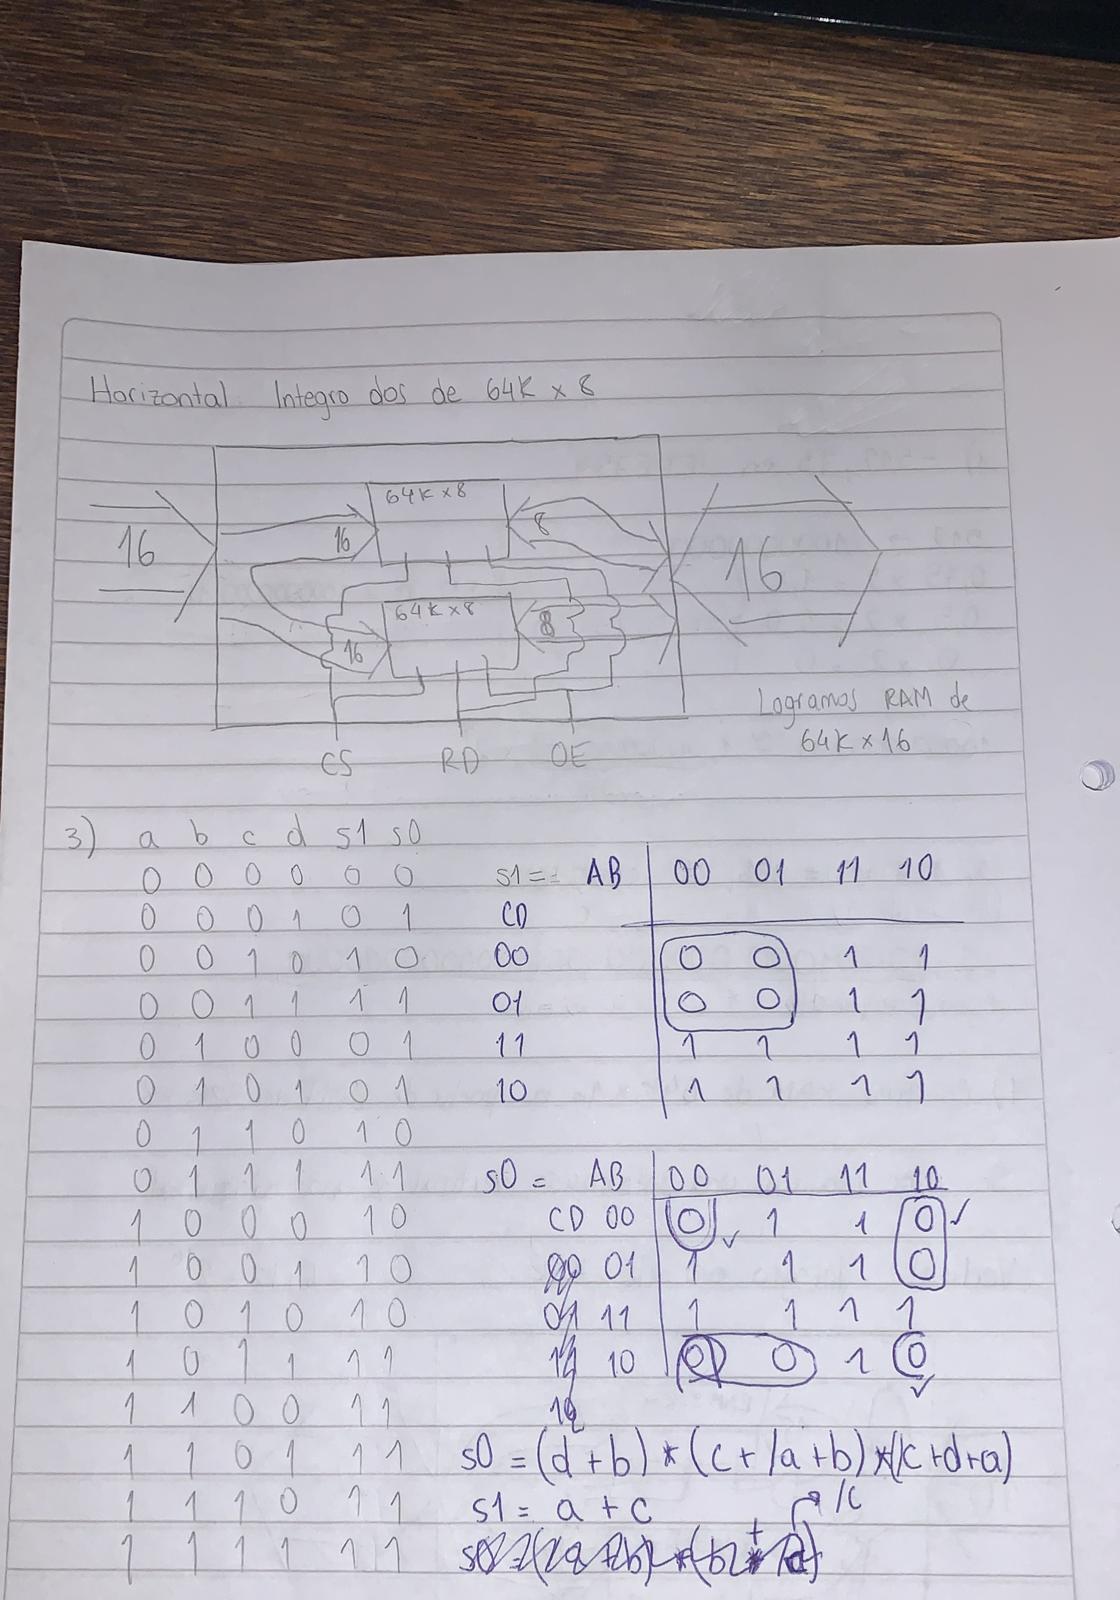 Horizontal Integro dos de 64K x 8
64K x 8
16
16
8
16
64K x 8
16
8
Logramos RAM de
64K x 16
CS RD OE
3) a b c d s1 s0
0 0 0 0 0 0
0 0 0 1 0 1
0 0 1 0 1 0
0 0 1 1 1 1
0 1 0 0 0 1
0 1 0 1 0 1
0 1 1 0 1 0
0 1 1 1 1 1
1 0 0 0 1 0
1 0 0 1 1 0
1 0 1 0 1 0
1 0 1 1 1 1
1 1 0 0 1 1
1 1 0 1 1 1
1 1 1 0 1 1
1 1 1 1 1 1
s1 == AB 00 01 11 10
CD
00 0 0 1 1
01 0 0 1 1
11 1 1 1 1
10 1 1 1 1
s0 = AB 00 01 11 10
CD 00 0 1 1 0
01 1 1 1 0
11 1 1 1 1
10 0 0 1 0
s0 = (d + b) * (c + /a + b) * (/c + d + a)
s1 = a + c
/c